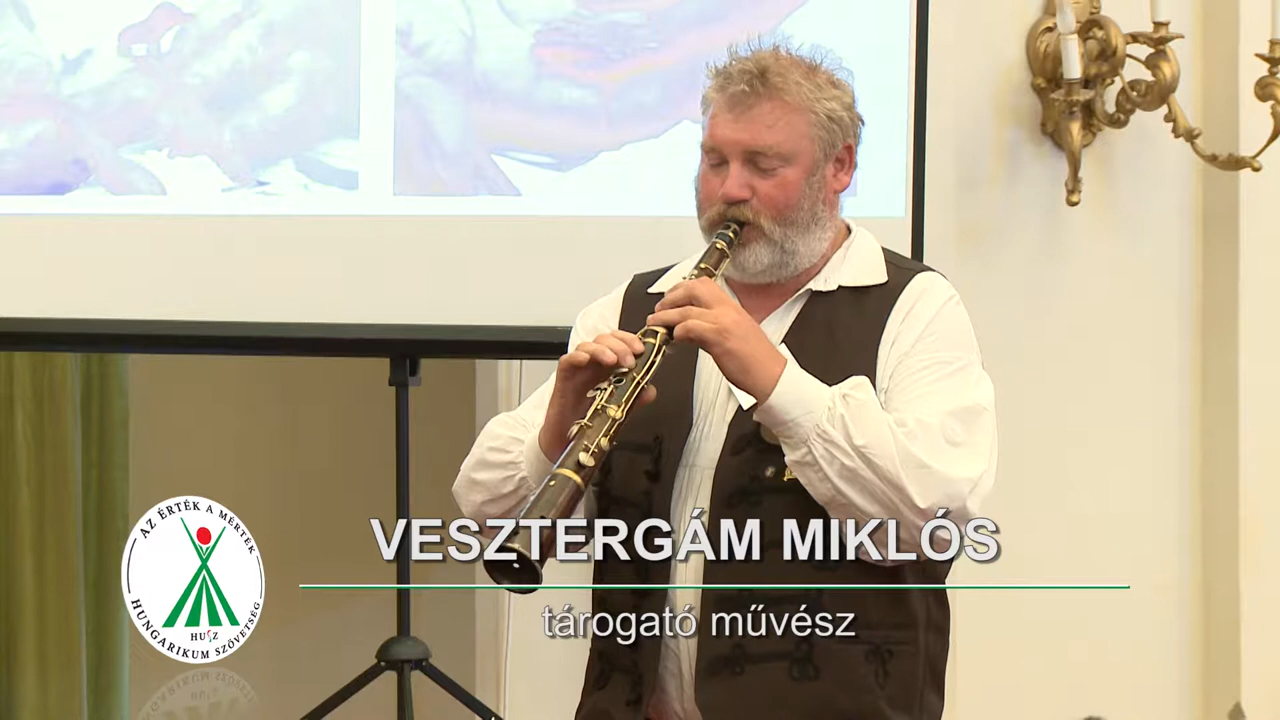 AZ ÉRTÉK A MÉRTÉK
HUSZ
HUNGARIKUM SZÖVETSÉG
VESZTERGÁM MIKLÓS
tárogató művész